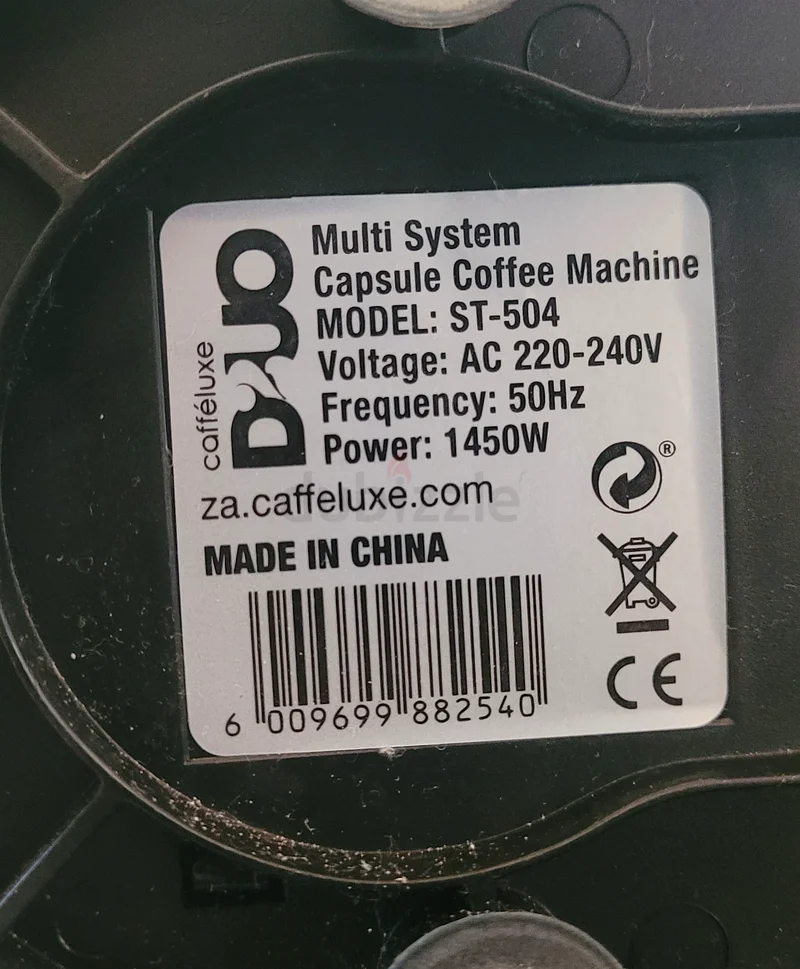 cafféluxe
DUO
Multi System
Capsule Coffee Machine
MODEL: ST-504
Voltage: AC 220-240V
Frequency: 50Hz
Power: 1450W
za.caffeluxe.com
dubizzle
MADE IN CHINA
6 009699 882540
®
CE